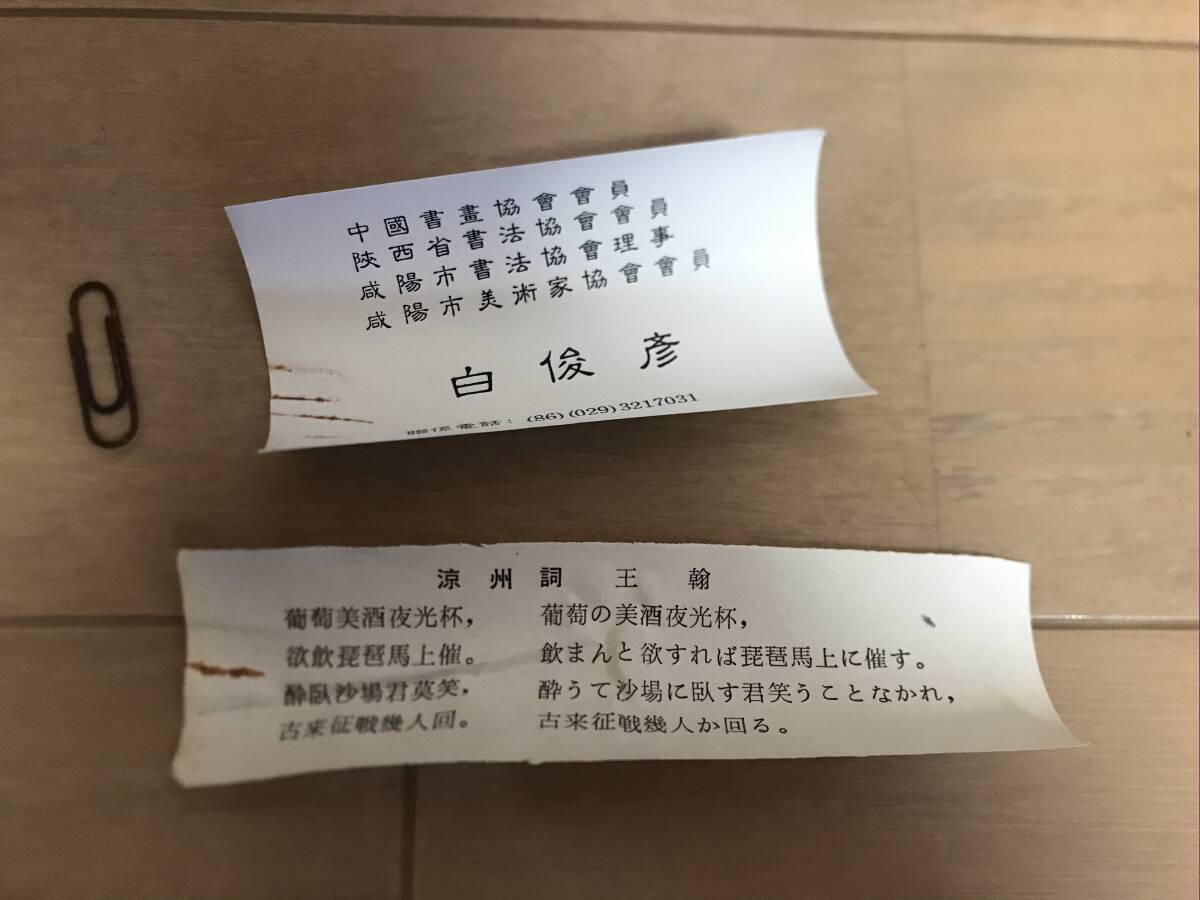 中國書畫協會會員
陝西省書法協會會員
咸陽市書法協會理事
咸陽市美術家協會會員
白俊彥
聯係電話：(86)(029)3217031
涼州詞 王翰
葡萄美酒夜光杯， 葡萄の美酒夜光杯，
欲飲琵琶馬上催。 飲まんと欲すれば琵琶馬上に催す。
酔臥沙場君莫笑， 酔うて沙場に臥す君笑うことなかれ，
古来征戦幾人回。 古来征戦幾人か回る。